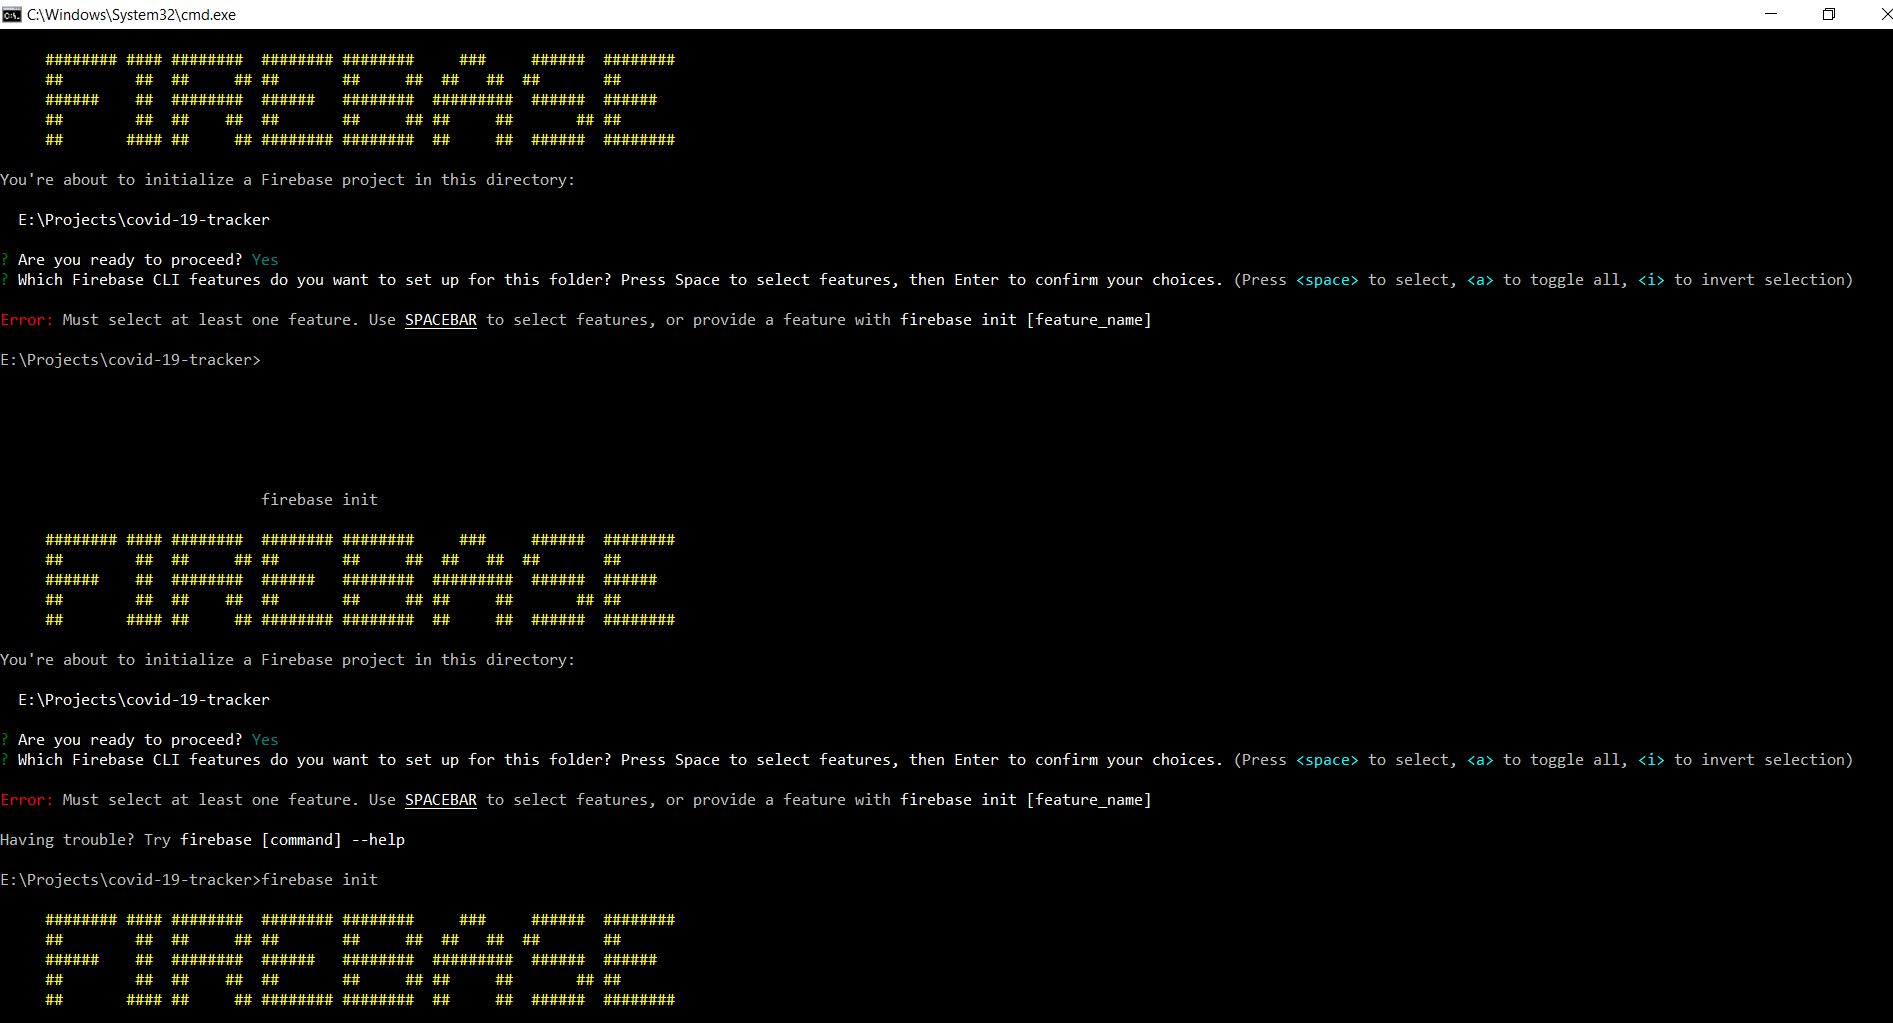 C:\Windows\System32\cmd.exe
     ######## #### ########  ######## ########     ###     ######  ########
     ##        ##  ##     ## ##       ##     ##  ##   ##  ##       ##
     ######    ##  ########  ######   ########  #########  ######  ######
     ##        ##  ##    ##  ##       ##     ## ##     ##       ## ##
     ##       #### ##     ## ######## ########  ##     ##  ######  ########
You're about to initialize a Firebase project in this directory:
  E:\Projects\covid-19-tracker
? Are you ready to proceed? Yes
? Which Firebase CLI features do you want to set up for this folder? Press Space to select features, then Enter to confirm your choices. (Press <space> to select, <a> to toggle all, <i> to invert selection)
Error: Must select at least one feature. Use SPACEBAR to select features, or provide a feature with firebase init [feature_name]
E:\Projects\covid-19-tracker>
                             firebase init
     ######## #### ########  ######## ########     ###     ######  ########
     ##        ##  ##     ## ##       ##     ##  ##   ##  ##       ##
     ######    ##  ########  ######   ########  #########  ######  ######
     ##        ##  ##    ##  ##       ##     ## ##     ##       ## ##
     ##       #### ##     ## ######## ########  ##     ##  ######  ########
You're about to initialize a Firebase project in this directory:
  E:\Projects\covid-19-tracker
? Are you ready to proceed? Yes
? Which Firebase CLI features do you want to set up for this folder? Press Space to select features, then Enter to confirm your choices. (Press <space> to select, <a> to toggle all, <i> to invert selection)
Error: Must select at least one feature. Use SPACEBAR to select features, or provide a feature with firebase init [feature_name]
Having trouble? Try firebase [command] --help
E:\Projects\covid-19-tracker>firebase init
     ######## #### ########  ######## ########     ###     ######  ########
     ##        ##  ##     ## ##       ##     ##  ##   ##  ##       ##
     ######    ##  ########  ######   ########  #########  ######  ######
     ##        ##  ##    ##  ##       ##     ## ##     ##       ## ##
     ##       #### ##     ## ######## ########  ##     ##  ######  ########